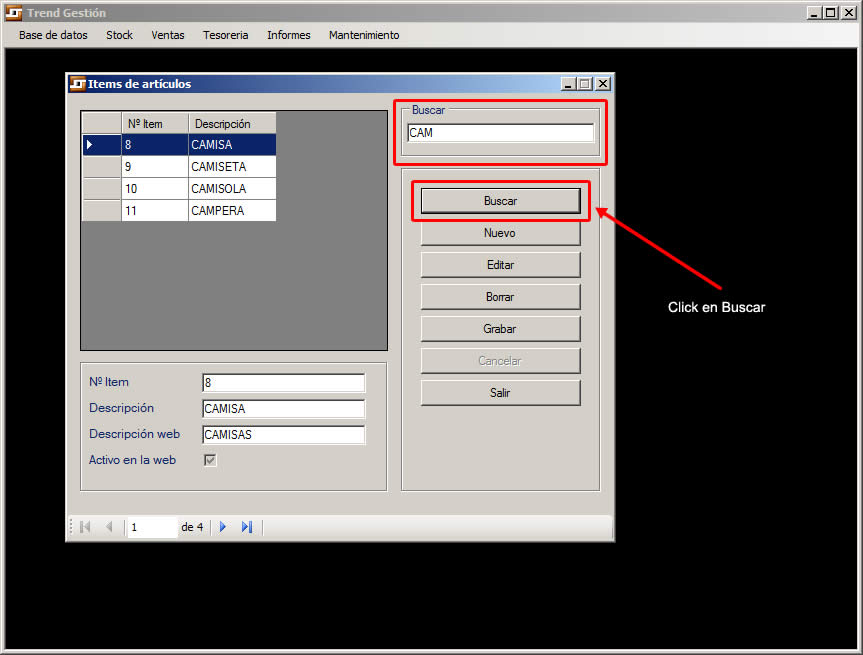 Trend Gestión
Base de datos Stock Ventas Tesoreria Informes Mantenimiento
Items de artículos
Nº Item Descripción
8 CAMISA
9 CAMISETA
10 CAMISOLA
11 CAMPERA
Buscar
CAM
Buscar
Nuevo
Editar
Borrar
Grabar
Cancelar
Salir
Click en Buscar
Nº Item 8
Descripción CAMISA
Descripción web CAMISAS
Activo en la web
1 de 4